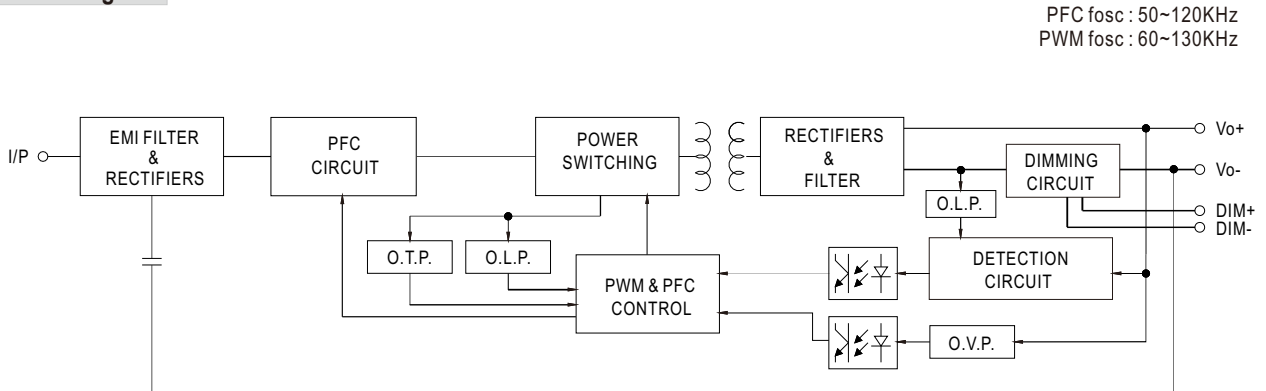 PFC fosc : 50~120KHz
PWM fosc : 60~130KHz
I/P
EMI FILTER
&
RECTIFIERS
PFC
CIRCUIT
POWER
SWITCHING
RECTIFIERS
&
FILTER
DIMMING
CIRCUIT
Vo+
Vo-
DIM+
DIM-
O.L.P.
O.T.P.
O.L.P.
PWM & PFC
CONTROL
DETECTION
CIRCUIT
O.V.P.